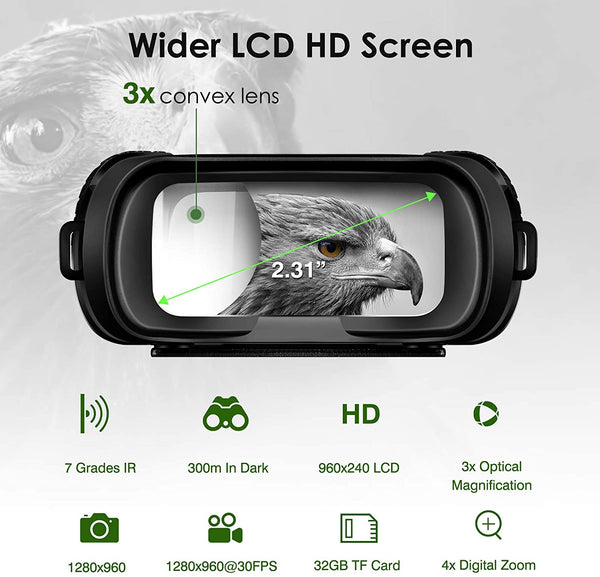 Wider LCD HD Screen
3x convex lens
2.31”
HD
7 Grades IR
300m In Dark
960x240 LCD
3x Optical
Magnification
1280x960
1280x960@30FPS
32GB TF Card
4x Digital Zoom